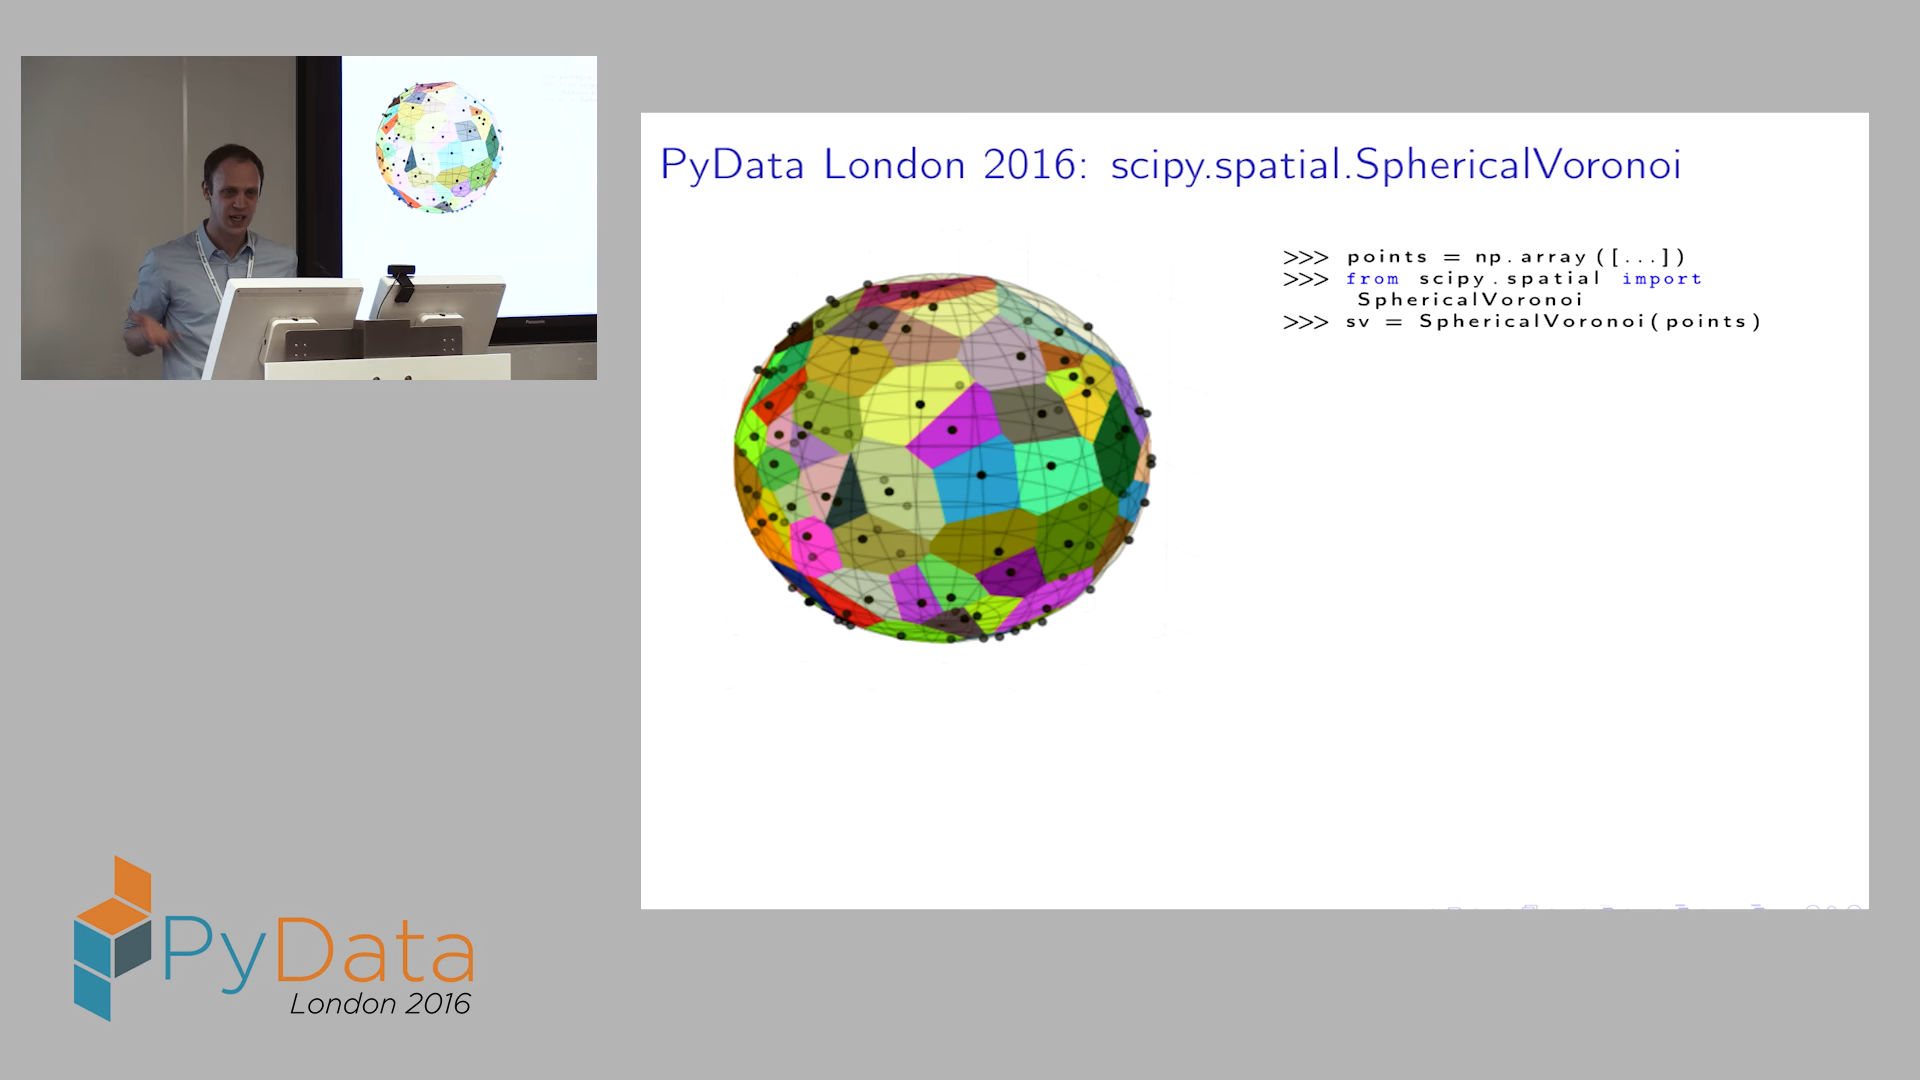 PyData London 2016: scipy.spatial.SphericalVoronoi
>>> points = np.array([...])
>>> from scipy.spatial import
SphericalVoronoi
>>> sv = SphericalVoronoi(points)
PyData
London 2016